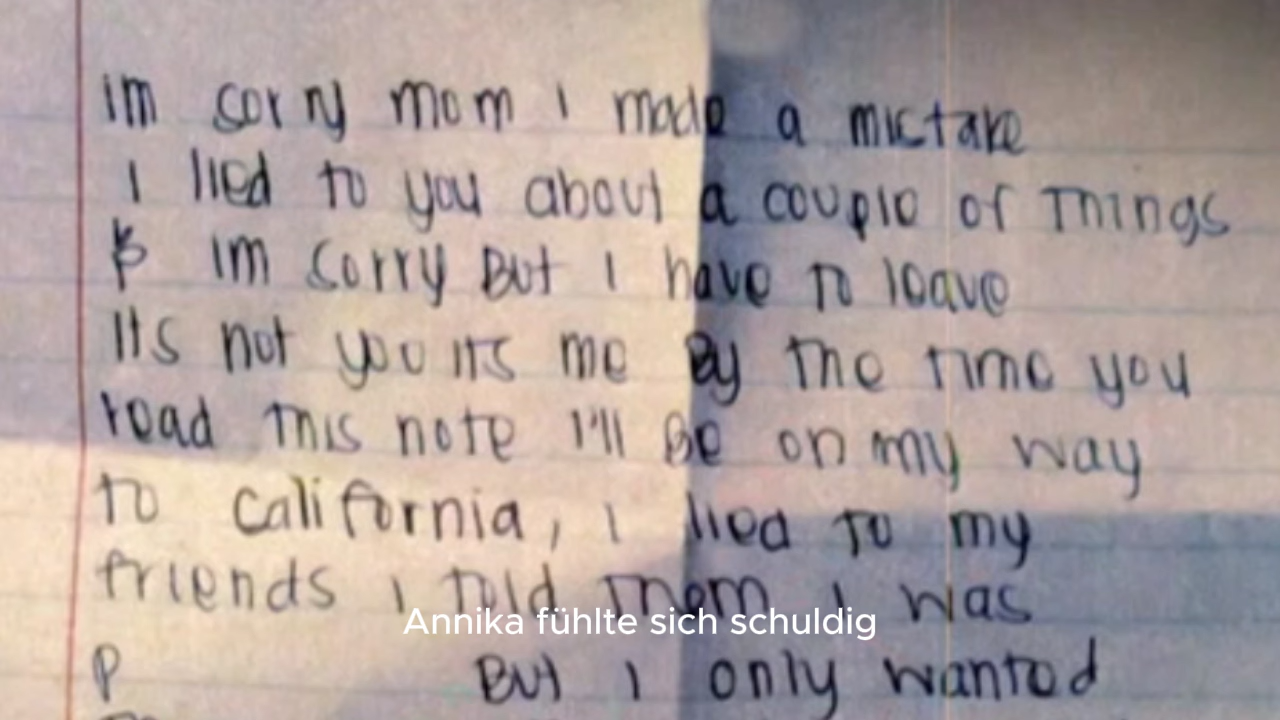 im sorry mom I made a mistake
I lied to you about a couple of things
im sorry But I have to leave
Its not you its me By the time you
read this note I'll Be on my way
to california, I lied to my
friends I told them I was
Annika fühlte sich schuldig
P But I only wanted